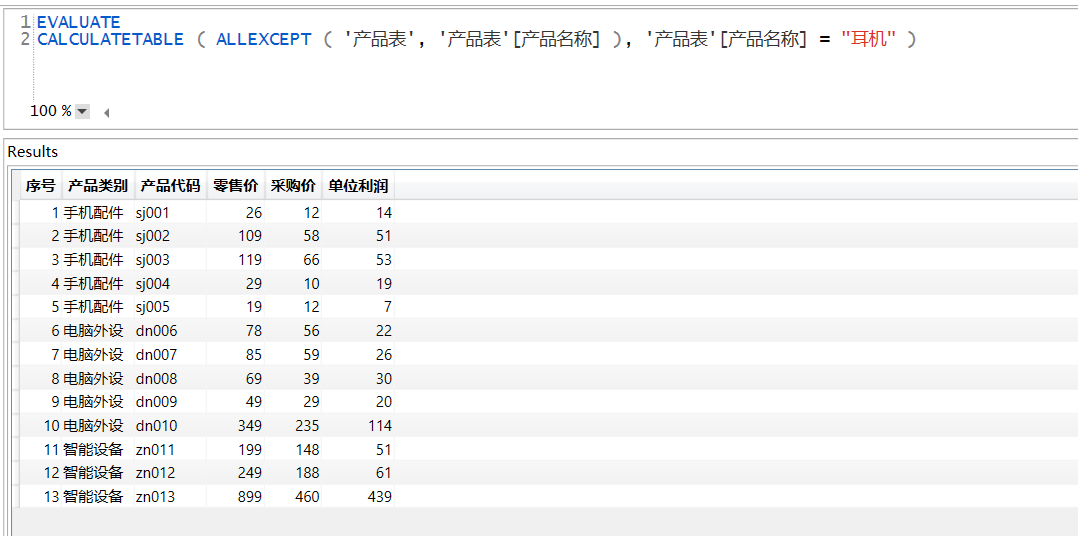 1 EVALUATE
2 CALCULATETABLE ( ALLEXCEPT ( '产品表', '产品表'[产品名称] ), '产品表'[产品名称] = "耳机" )
100 %
Results
序号 产品类别 产品代码 零售价 采购价 单位利润
1 手机配件 sj001 26 12 14
2 手机配件 sj002 109 58 51
3 手机配件 sj003 119 66 53
4 手机配件 sj004 29 10 19
5 手机配件 sj005 19 12 7
6 电脑外设 dn006 78 56 22
7 电脑外设 dn007 85 59 26
8 电脑外设 dn008 69 39 30
9 电脑外设 dn009 49 29 20
10 电脑外设 dn010 349 235 114
11 智能设备 zn011 199 148 51
12 智能设备 zn012 249 188 61
13 智能设备 zn013 899 460 439